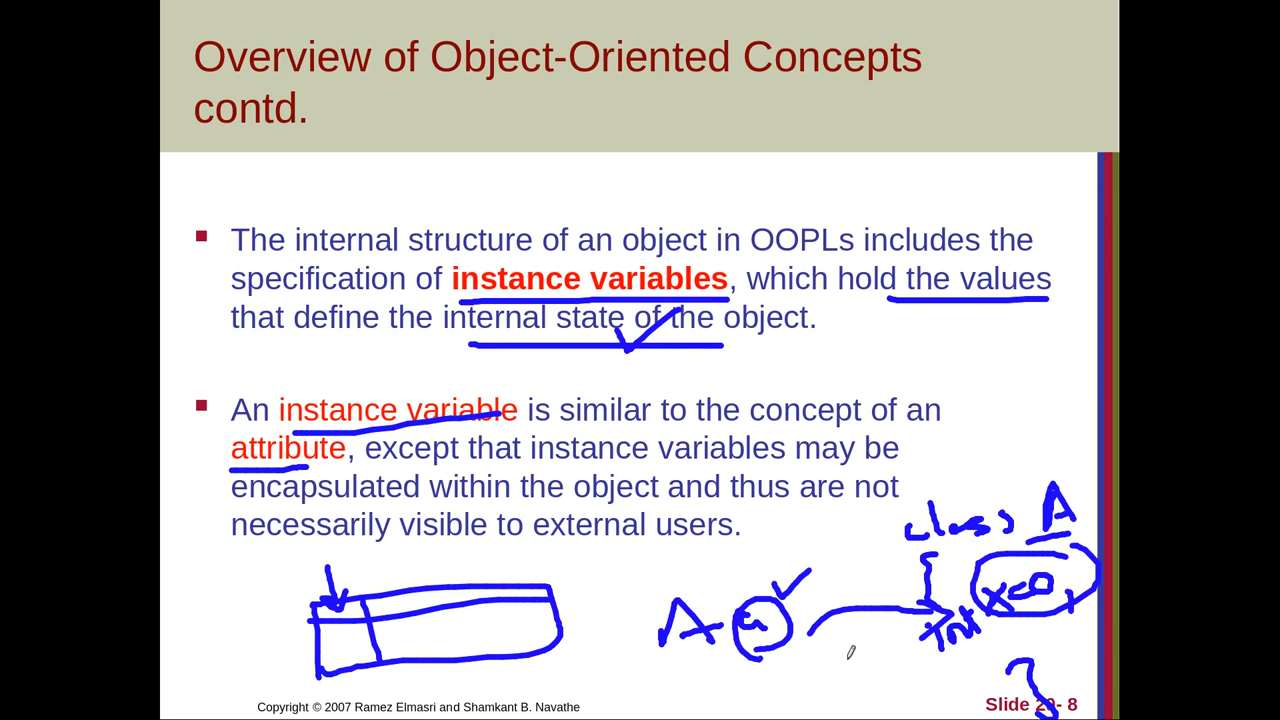 Overview of Object-Oriented Concepts
contd.
The internal structure of an object in OOPLs includes the
specification of instance variables, which hold the values
that define the internal state of the object.
An instance variable is similar to the concept of an
attribute, except that instance variables may be
encapsulated within the object and thus are not
necessarily visible to external users.
class A
{
int x=0;
A a
}
Copyright © 2007 Ramez Elmasri and Shamkant B. Navathe
Slide 20- 8